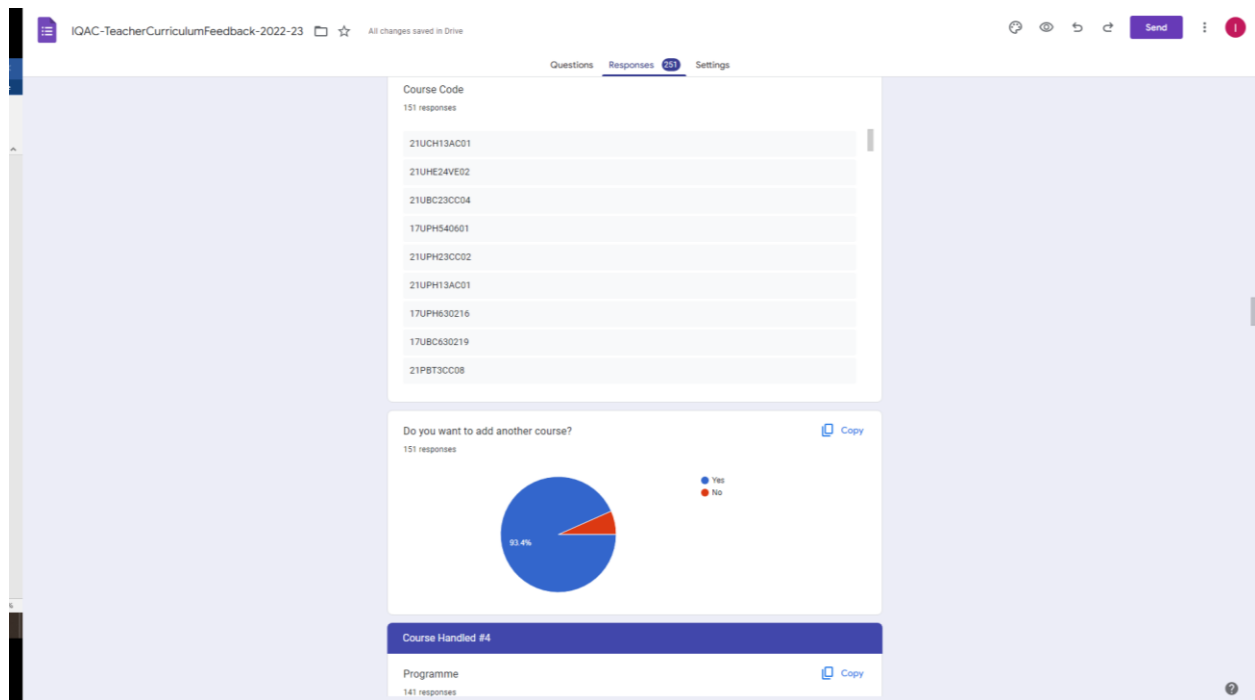 IQAC-TeacherCurriculumFeedback-2022-23 All changes saved in Drive Send I
Questions Responses 251 Settings
Course Code
151 responses
21UCH13AC01
21UHE24VE02
21UBC23CC04
17UPH540601
21UPH23CC02
21UPH13AC01
17UPH630216
17UBC630219
21PBT3CC08
Do you want to add another course? Copy
151 responses
Yes
No
93.4%
Course Handled #4
Programme Copy
141 responses